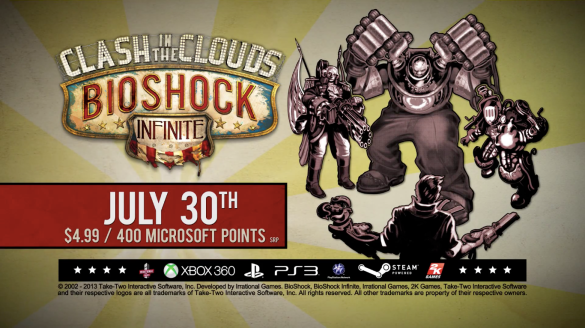 CLASH IN THE CLOUDS
BIOSHOCK
INFINITE
JULY 30TH
$4.99 / 400 MICROSOFT POINTS SRP
XBOX 360 PS3 STEAM POWERED 2K GAMES
© 2002 - 2013 Take-Two Interactive Software, Inc. Developed by Irrational Games. BioShock, BioShock Infinite, Irrational Games, 2K Games, Take-Two Interactive Software
and their respective logos are all trademarks of Take-Two Interactive Software, Inc. All rights reserved. All other trademarks are property of their respective owners.